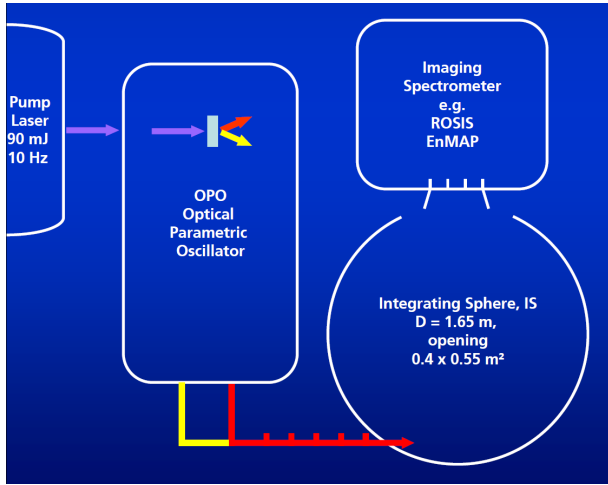 Pump
Laser
90 mJ
10 Hz
OPO
Optical
Parametric
Oscillator
Imaging
Spectrometer
e.g.
ROSIS
EnMAP
Integrating Sphere, IS
D = 1.65 m,
opening
0.4 x 0.55 m²